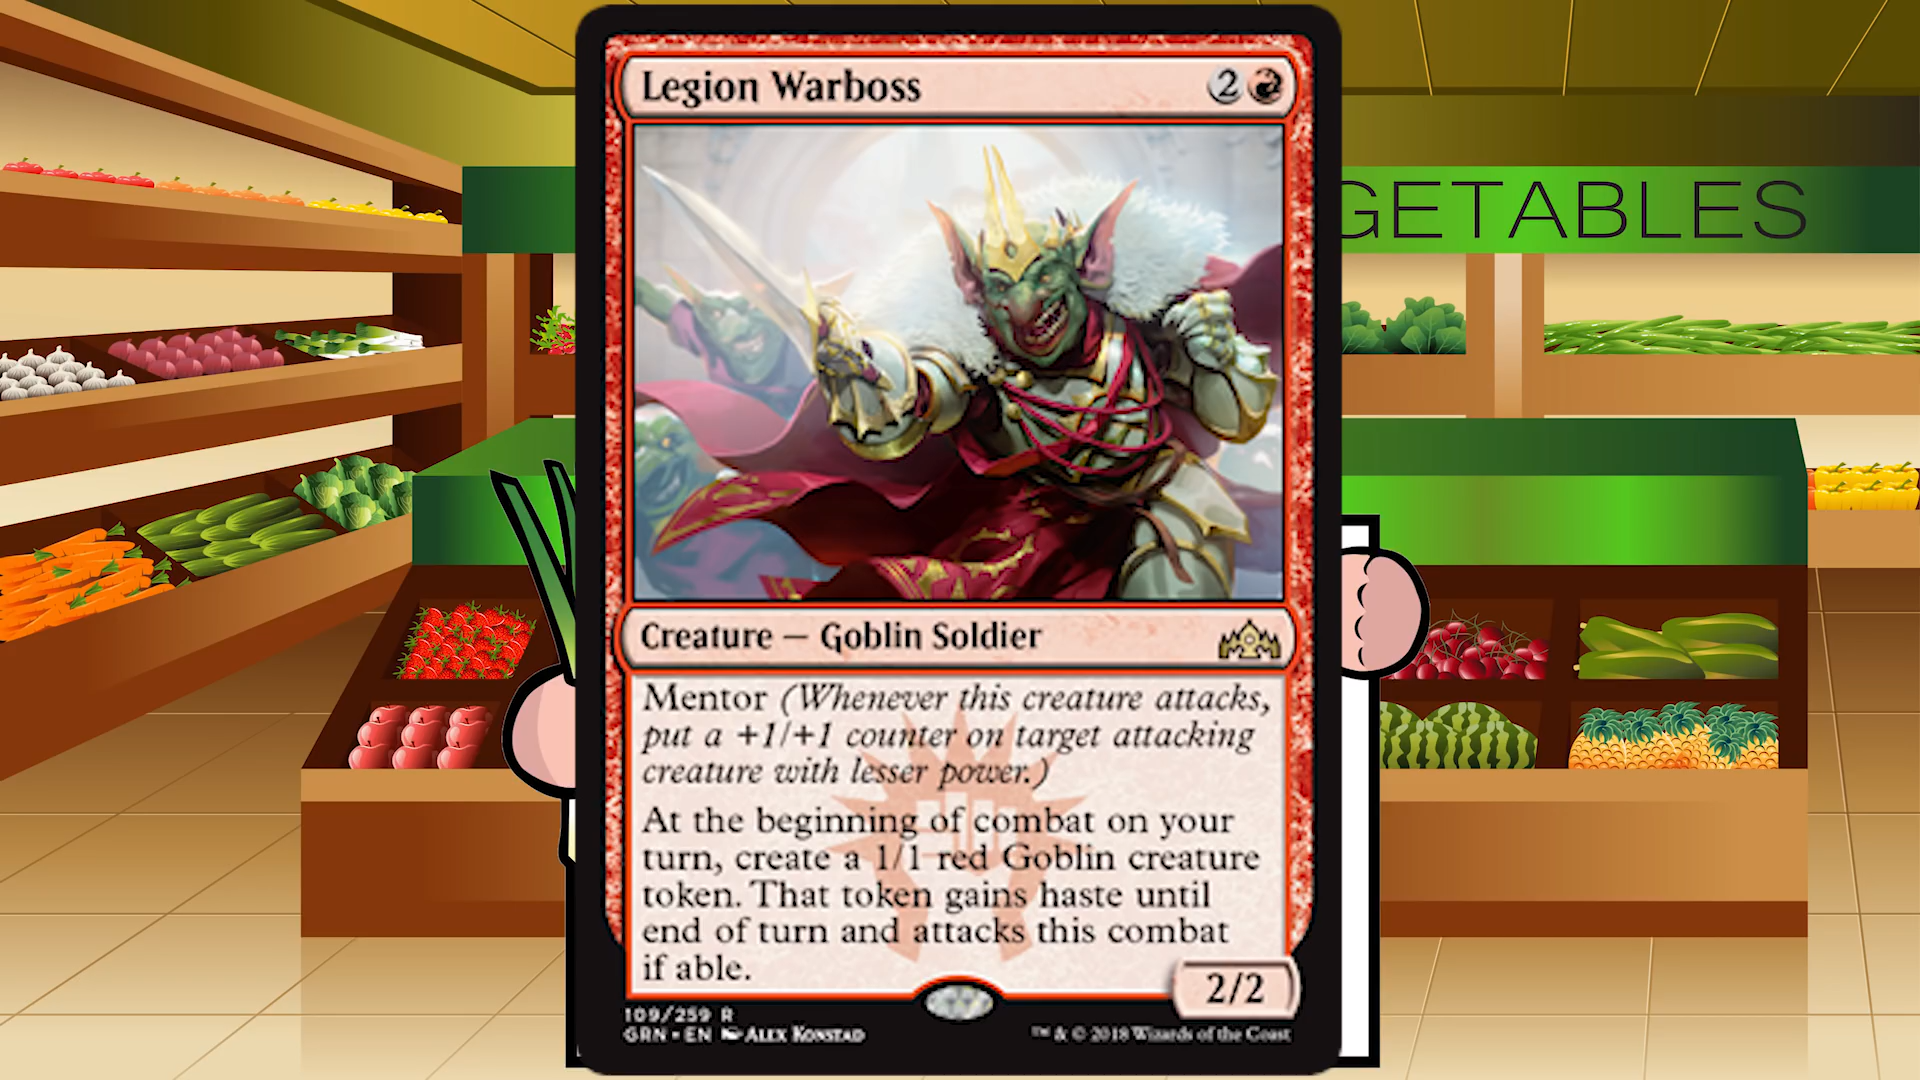 Legion Warboss 2
GETABLES
Creature — Goblin Soldier
Mentor (Whenever this creature attacks,
put a +1/+1 counter on target attacking
creature with lesser power.)
At the beginning of combat on your
turn, create a 1/1 red Goblin creature
token. That token gains haste until
end of turn and attacks this combat
if able.
2/2
109/259 R
GRN • EN Alex Konstad
™ & © 2018 Wizards of the Coast